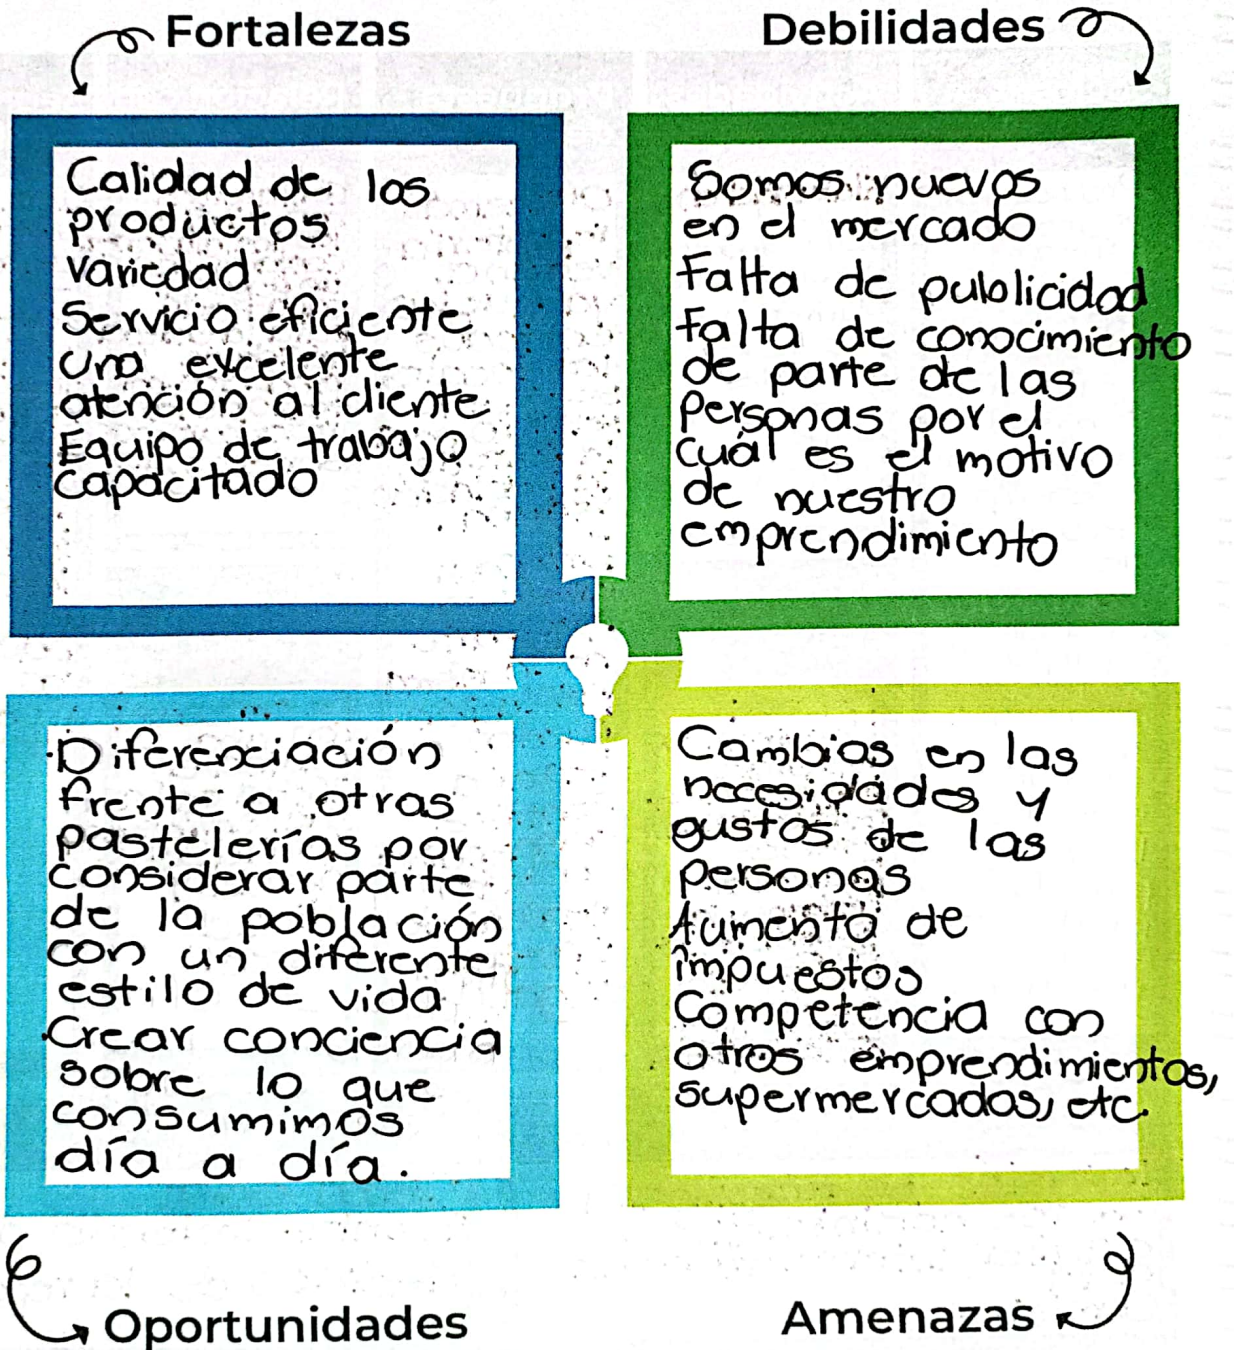 Fortalezas
Calidad de los
productos
variedad
Servicio eficiente
una excelente
atención al cliente
Equipo de trabajo
capacitado
Debilidades
Somos nuevos
en el mercado
Falta de publicidad
Falta de conocimiento
de parte de las
personas por el
cuál es el motivo
de nuestro
emprendimiento
·Diferenciación
frente a otras
pastelerías por
considerar parte
de la población
con un diferente
estilo de vida
·Crear conciencia
sobre lo que
consumimos
día a día.
Oportunidades
Cambios en las
necesidades y
gustos de las
personas
Aumento de
impuestos
Competencia con
otros emprendimientos,
supermercados, etc.
Amenazas